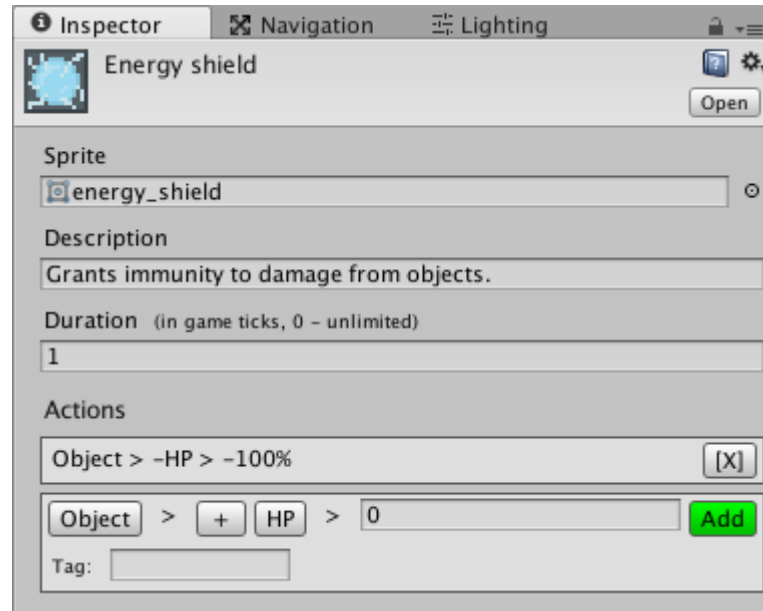 Inspector Navigation Lighting
Energy shield
Open
Sprite
energy_shield
Description
Grants immunity to damage from objects.
Duration (in game ticks, 0 – unlimited)
1
Actions
Object > -HP > -100% [X]
Object > + HP > 0 Add
Tag: